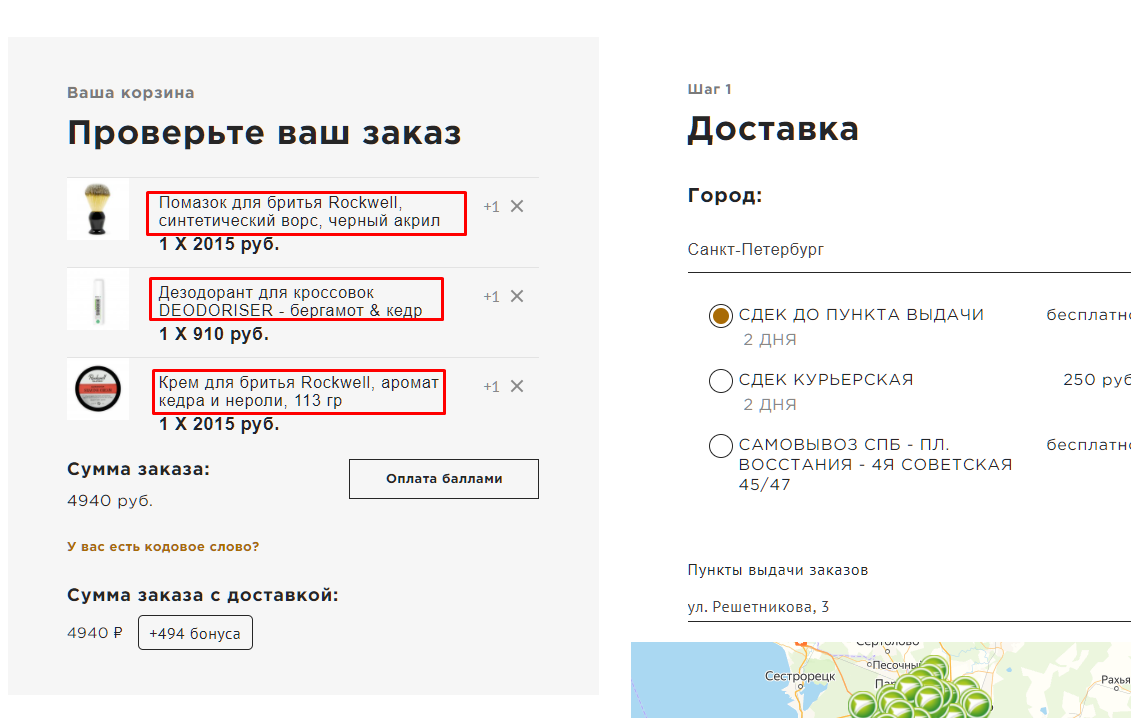 Ваша корзина
Проверьте ваш заказ
Помазок для бритья Rockwell,
синтетический ворс, черный акрил
+1 ✕
1 X 2015 руб.
Дезодорант для кроссовок
DEODORISER - бергамот & кедр
+1 ✕
1 X 910 руб.
Крем для бритья Rockwell, аромат
кедра и нероли, 113 гр
+1 ✕
1 X 2015 руб.
Сумма заказа:
4940 руб.
Оплата баллами
У вас есть кодовое слово?
Сумма заказа с доставкой:
4940 ₽ +494 бонуса
Шаг 1
Доставка
Город:
Санкт-Петербург
СДЕК ДО ПУНКТА ВЫДАЧИ бесплатно
2 ДНЯ
СДЕК КУРЬЕРСКАЯ 250 руб
2 ДНЯ
САМОВЫВОЗ СПБ - ПЛ. бесплатно
ВОССТАНИЯ - 4Я СОВЕТСКАЯ
45/47
Пункты выдачи заказов
ул. Решетникова, 3
Сертолово
Песочный
Сестрорецк
Рахья